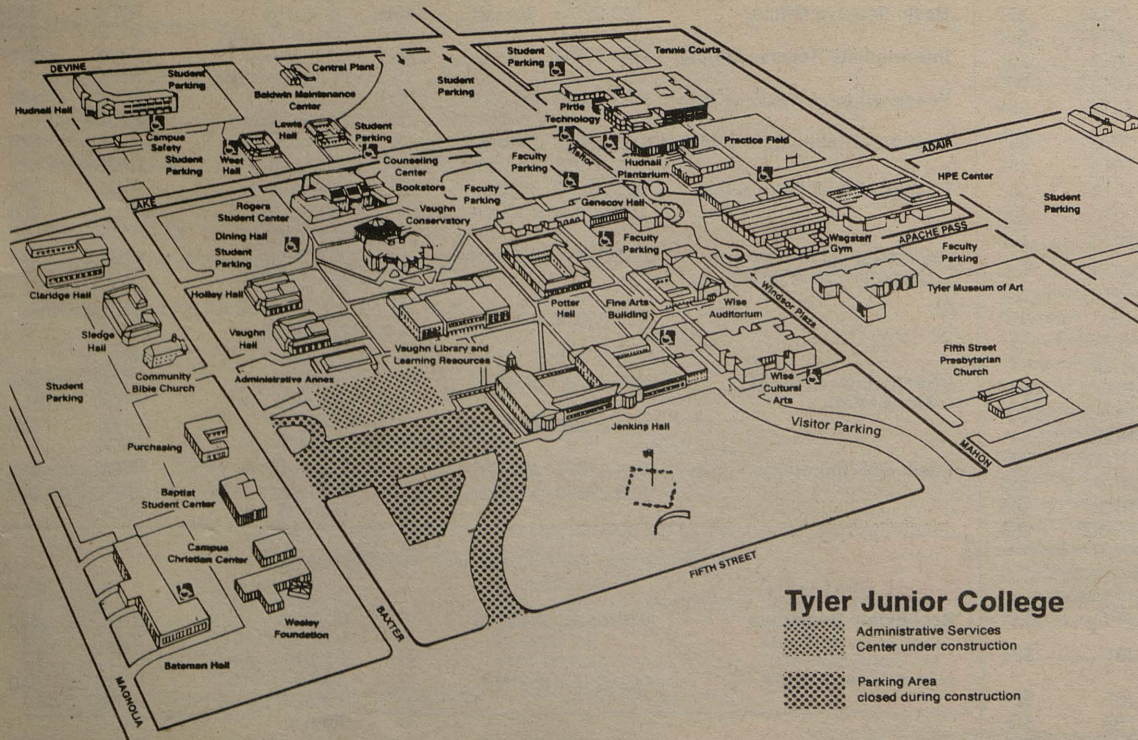 DEVINE
Student
Parking
Central Plant
Baldwin Maintenance
Center
Student
Parking
Student
Parking
Tennis Courts
Hudnall Hall
Campus
Safety
Student
Parking
West
Hall
Lewis
Hall
Student
Parking
Pirtle
Technology
Visitor
Hudnall
Planetarium
Practice Field
ADAIR
HPE Center
Student
Parking
LAKE
Rogers
Student Center
Counseling
Center
Bookstore
Vaughn
Conservatory
Faculty
Parking
Faculty
Parking
Genecov Hall
Faculty
Parking
Wagstaff
Gym
APACHE PASS
Faculty
Parking
Dining Hall
Student
Parking
Claridge Hall
Holley Hall
Sledge
Hall
Vaughn
Hall
Vaughn Library and
Learning Resources
Potter
Hall
Fine Arts
Building
Wise
Auditorium
Windsor Plaza
Tyler Museum of Art
Fifth Street
Presbyterian
Church
Community
Bible Church
Administrative Annex
Student
Parking
Wise
Cultural
Arts
Jenkins Hall
Visitor Parking
MAHON
Purchasing
Baptist
Student Center
Campus
Christian Center
Wesley
Foundation
Bateman Hall
BAXTER
MAGNOLIA
FIFTH STREET
Tyler Junior College
Administrative Services
Center under construction
Parking Area
closed during construction